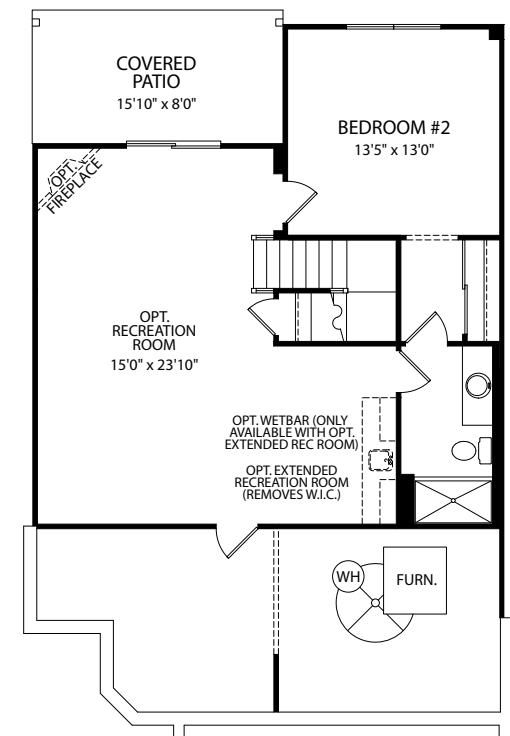 COVERED
PATIO
15'10" x 8'0"
BEDROOM #2
13'5" x 13'0"
OPT.
FIREPLACE
OPT.
RECREATION
ROOM
15'0" x 23'10"
OPT. WETBAR (ONLY
AVAILABLE WITH OPT.
EXTENDED REC ROOM)
OPT. EXTENDED
RECREATION ROOM
(REMOVES W.I.C.)
WH
FURN.